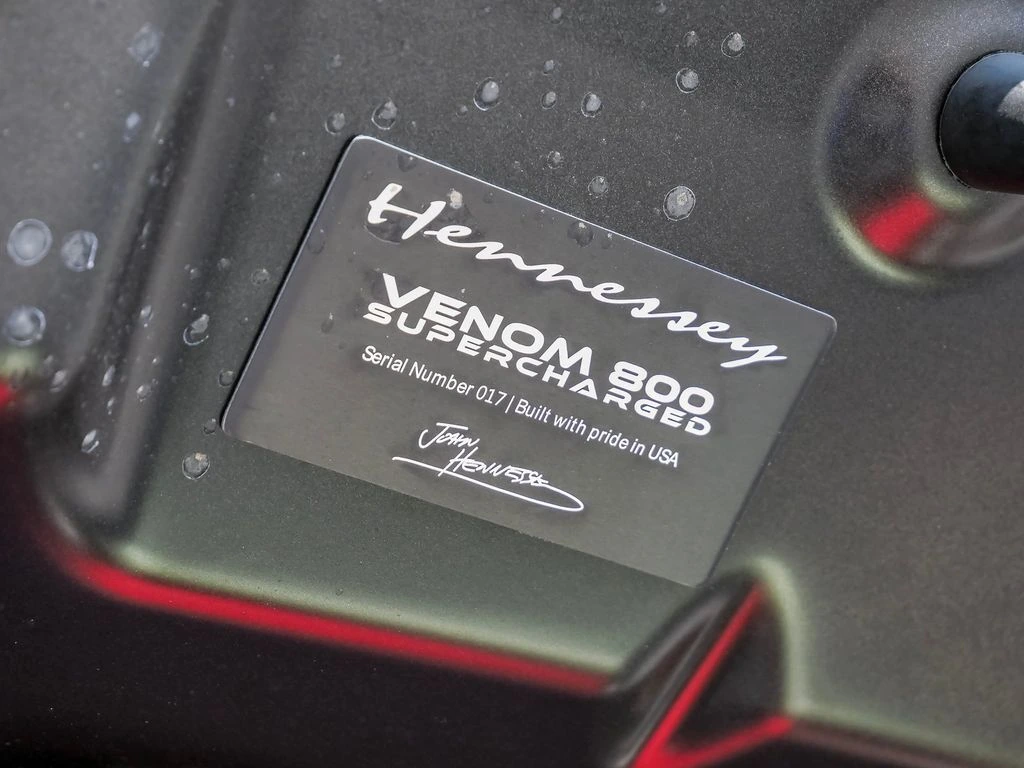 Hennessey
VENOM 800
SUPERCHARGED
Serial Number 017 | Built with pride in USA
JOHN
HENNESSEY